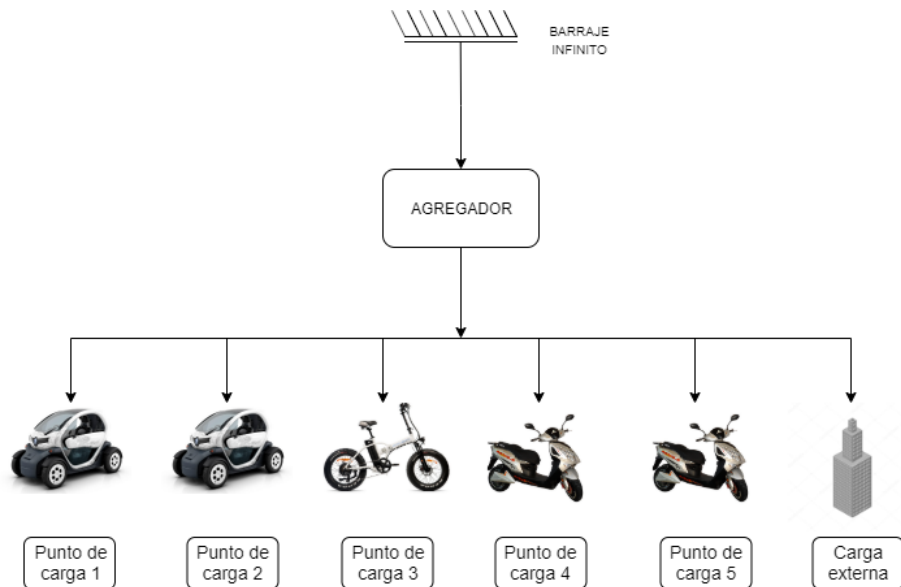 BARRAJE
INFINITO
AGREGADOR
Punto de
carga 1
Punto de
carga 2
Punto de
carga 3
Punto de
carga 4
Punto de
carga 5
Carga
externa